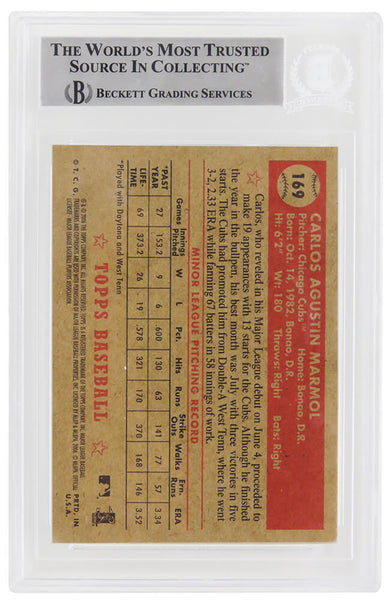 THE WORLD'S MOST TRUSTED
SOURCE IN COLLECTING™
BECKETT GRADING SERVICES
169
CARLOS AGUSTIN MARMOL
Pitcher: Chicago Cubs™ Home: Bonao, D.R.
Born: Oct. 14, 1982, Bonao, D.R.
Ht: 6'2" Wt: 180 Throws: Right Bats: Right
Carlos, who reveled in his Major League debut on June 4, proceeded to
make 19 appearances with 13 starts for the Cubs. Although he finished
the year in the bullpen, his best month was July, with three victories in five
starts. The Cubs had promoted him from Double-A West Tenn, where he
3-2, 2.33 ERA while fanning 67 batters in 58 innings of work.
MINOR LEAGUE PITCHING RECORD
Games Innings Pitched W L Pct. Hits Runs Strike Outs Walks Ern. Runs ERA
*PAST YEAR 27 153.2 9 6 .600 130 63 141 77 57 3.34
LIFE-TIME 69 373.2 26 19 .578 321 170 370 168 146 3.52
*Played with Daytona and West Tenn
TOPPS BASEBALL
© T. C. G.
PRTD. IN
U.S.A.